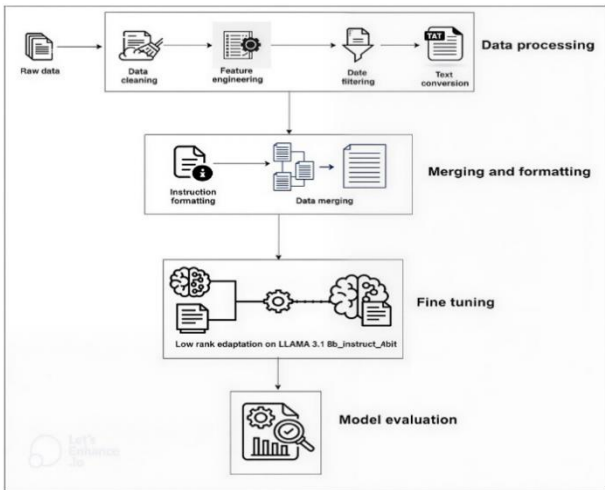 Raw data
Data
cleaning
Feature
engineering
Date
filtering
TAT
Text
conversion
Data processing
Instruction
formatting
Data merging
Merging and formatting
Low rank edaptation on LLAMA 3.1 8b_instruct_4bit
Fine tuning
Model evaluation
Let's
Enhance
.io